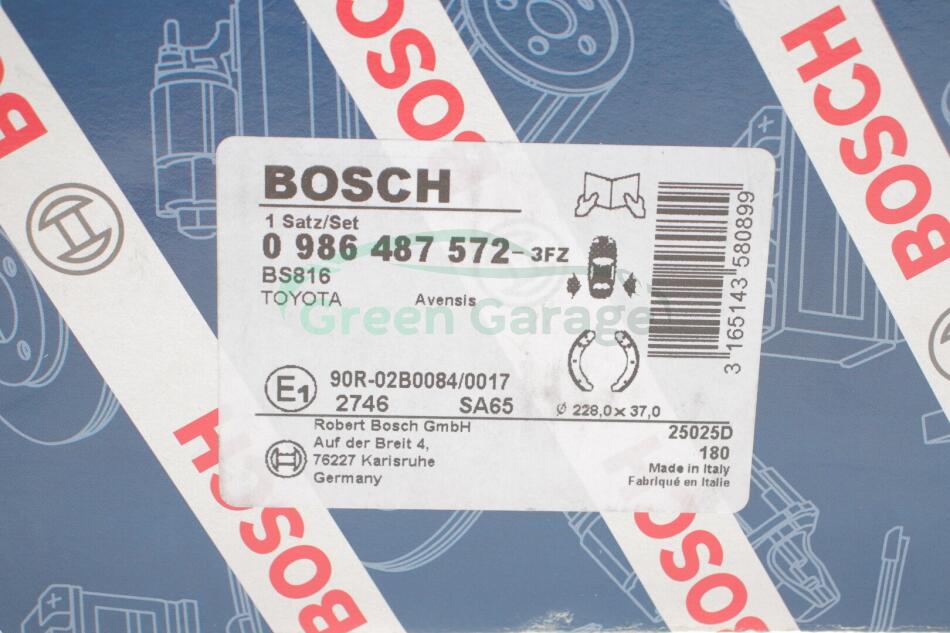 BOSCH
BOSCH
BOSCH
BOSCH
BOSCH
1 Satz/Set
0 986 487 572- 3FZ
BS816
TOYOTA Avensis
Green Garage
3 165143 580899
E1
90R-02B0084/0017
2746 SA65
Ø 228,0 x 37,0
Robert Bosch GmbH
Auf der Breit 4,
76227 Karlsruhe
Germany
25025D
180
Made in Italy
Fabriqué en Italie
BOSCH